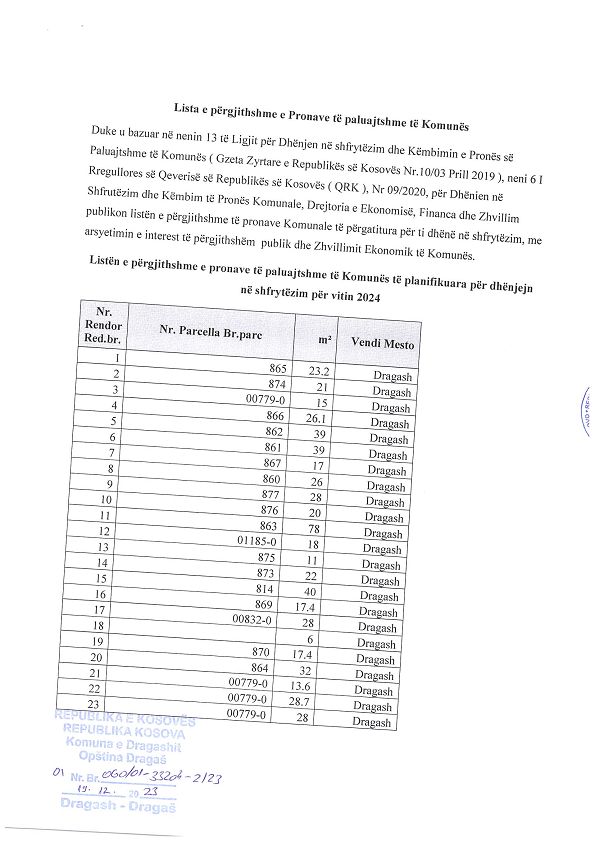 Lista e përgjithshme e Pronave të paluajtshme të Komunës
Duke u bazuar në nenin 13 të Ligjit për Dhënjen në shfrytëzim dhe Këmbimin e Pronës së
Paluajtshme të Komunës ( Gzeta Zyrtare e Republikës së Kosovës Nr.10/03 Prill 2019 ), neni 6 I
Rregullores së Qeverisë së Republikës së Kosovës ( QRK ), Nr 09/2020, për Dhënien në
Shfrutëzim dhe Këmbim të Pronës Komunale, Drejtoria e Ekonomisë, Financa dhe Zhvillim
publikon listën e përgjithshme të pronave Komunale të përgatitura për ti dhënë në shfrytëzim, me
arsyetimin e interest të përgjithshëm publik dhe Zhvillimit Ekonomik të Komunës.
Listën e përgjithshme e pronave të paluajtshme të Komunës të planifikuara për dhënjejn
në shfrytëzim për vitin 2024
Nr. Rendor Red.br. Nr. Parcella Br.parc m² Vendi Mesto
1 865 23.2 Dragash
2 874 21 Dragash
3 00779-0 15 Dragash
4 866 26.1 Dragash
5 862 39 Dragash
6 861 39 Dragash
7 867 17 Dragash
8 860 26 Dragash
9 877 28 Dragash
10 876 20 Dragash
11 863 78 Dragash
12 01185-0 18 Dragash
13 875 11 Dragash
14 873 22 Dragash
15 814 40 Dragash
16 869 17.4 Dragash
17 00832-0 28 Dragash
18 6 Dragash
19 870 17.4 Dragash
20 864 32 Dragash
21 00779-0 13.6 Dragash
22 00779-0 28.7 Dragash
23 00779-0 28 Dragash
REPUBLIKA E KOSOVËS
REPUBLIKA KOSOVA
Komuna e Dragashit
Opština Dragaš
01 Nr. Br. 060/01-33204-2/23
19. 12. 2023
Dragash - Dragaš